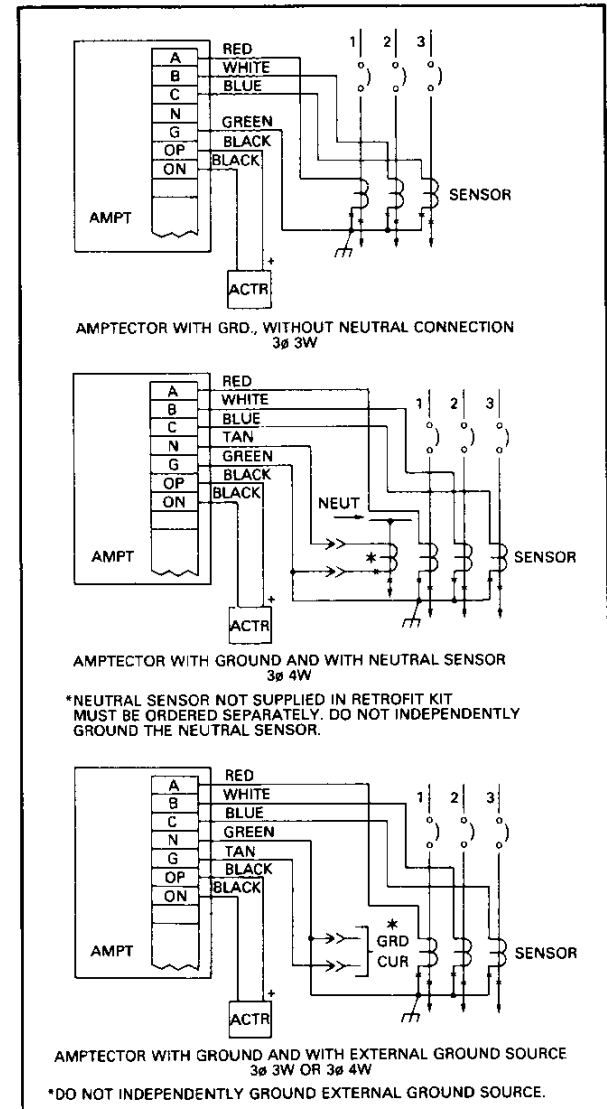 1 2 3
A RED
B WHITE
C BLUE
N
G GREEN
OP BLACK
ON BLACK
SENSOR
AMPT
+
ACTR
AMPTECTOR WITH GRD., WITHOUT NEUTRAL CONNECTION
3ø 3W
A RED
B WHITE
C BLUE
N TAN
G GREEN
OP BLACK
ON BLACK
1 2 3
NEUT
*
AMPT
SENSOR
+
ACTR
AMPTECTOR WITH GROUND AND WITH NEUTRAL SENSOR
3ø 4W
*NEUTRAL SENSOR NOT SUPPLIED IN RETROFIT KIT
MUST BE ORDERED SEPARATELY. DO NOT INDEPENDENTLY
GROUND THE NEUTRAL SENSOR.
A RED
B WHITE
C BLUE
N GREEN
G TAN
OP BLACK
ON BLACK
1 2 3
*
GRD
CUR
AMPT
SENSOR
+
ACTR
AMPTECTOR WITH GROUND AND WITH EXTERNAL GROUND SOURCE
3ø 3W OR 3ø 4W
*DO NOT INDEPENDENTLY GROUND EXTERNAL GROUND SOURCE.